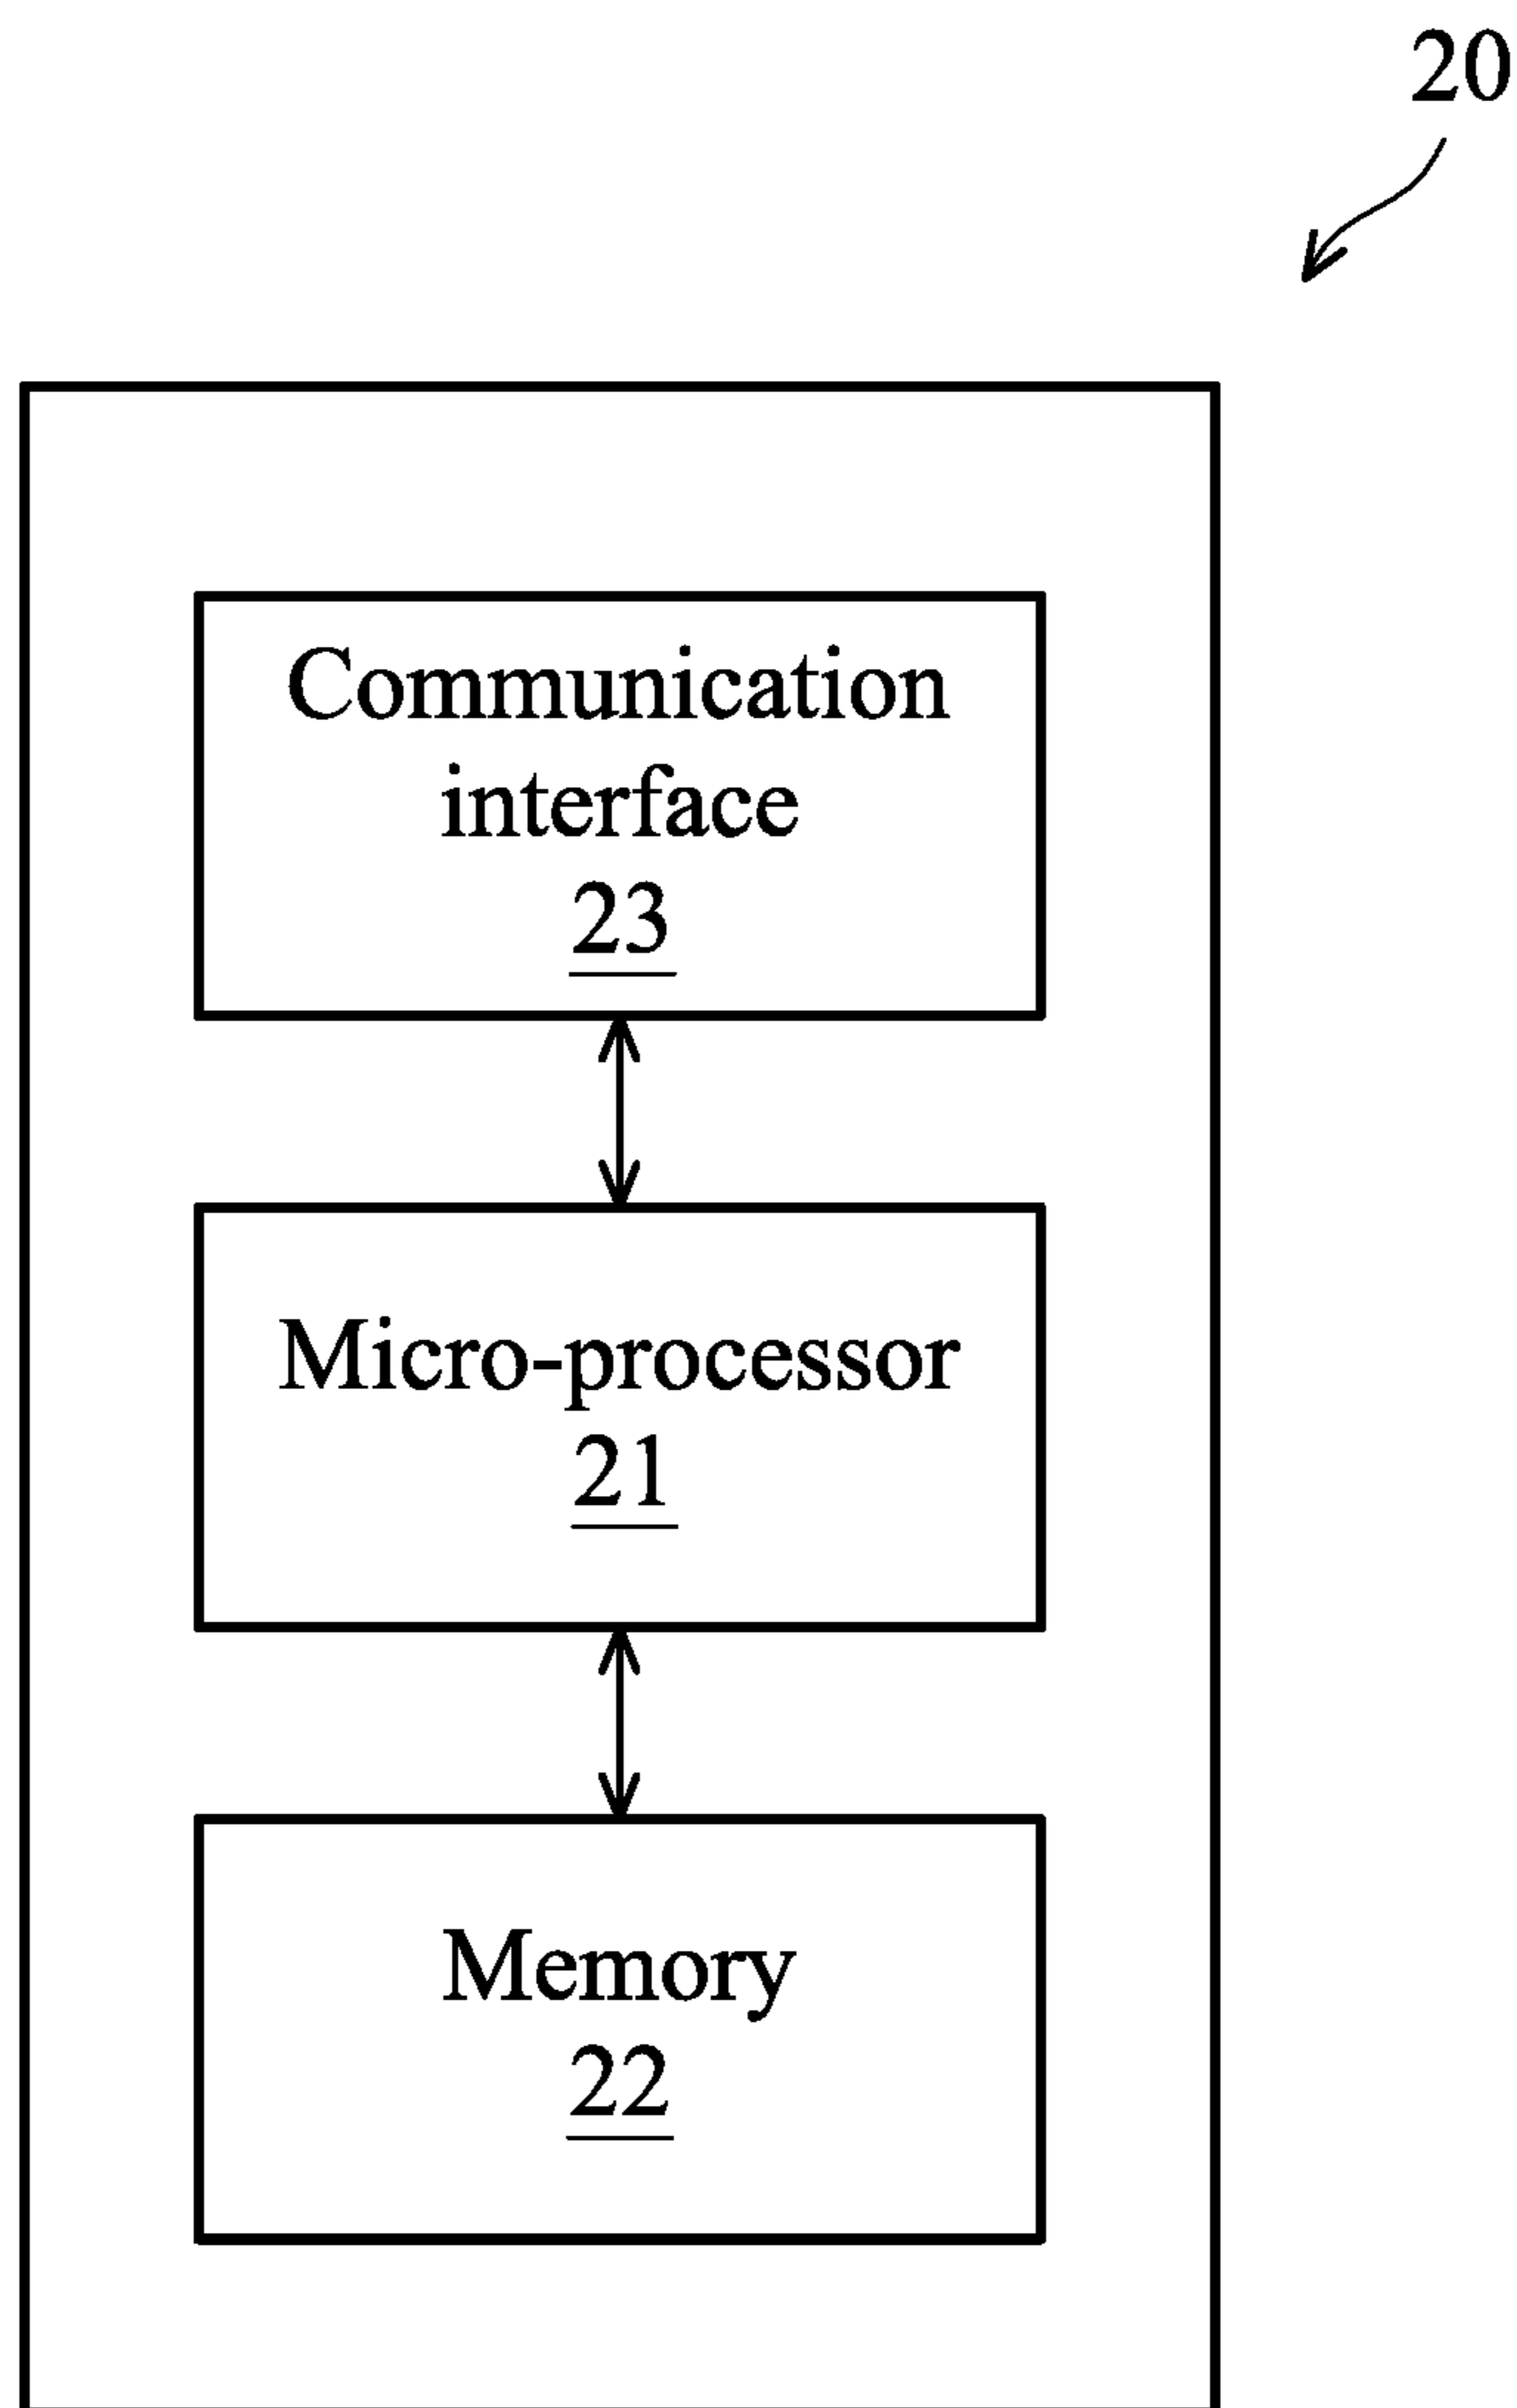 20
Communication
interface
23
Micro-processor
21
Memory
22